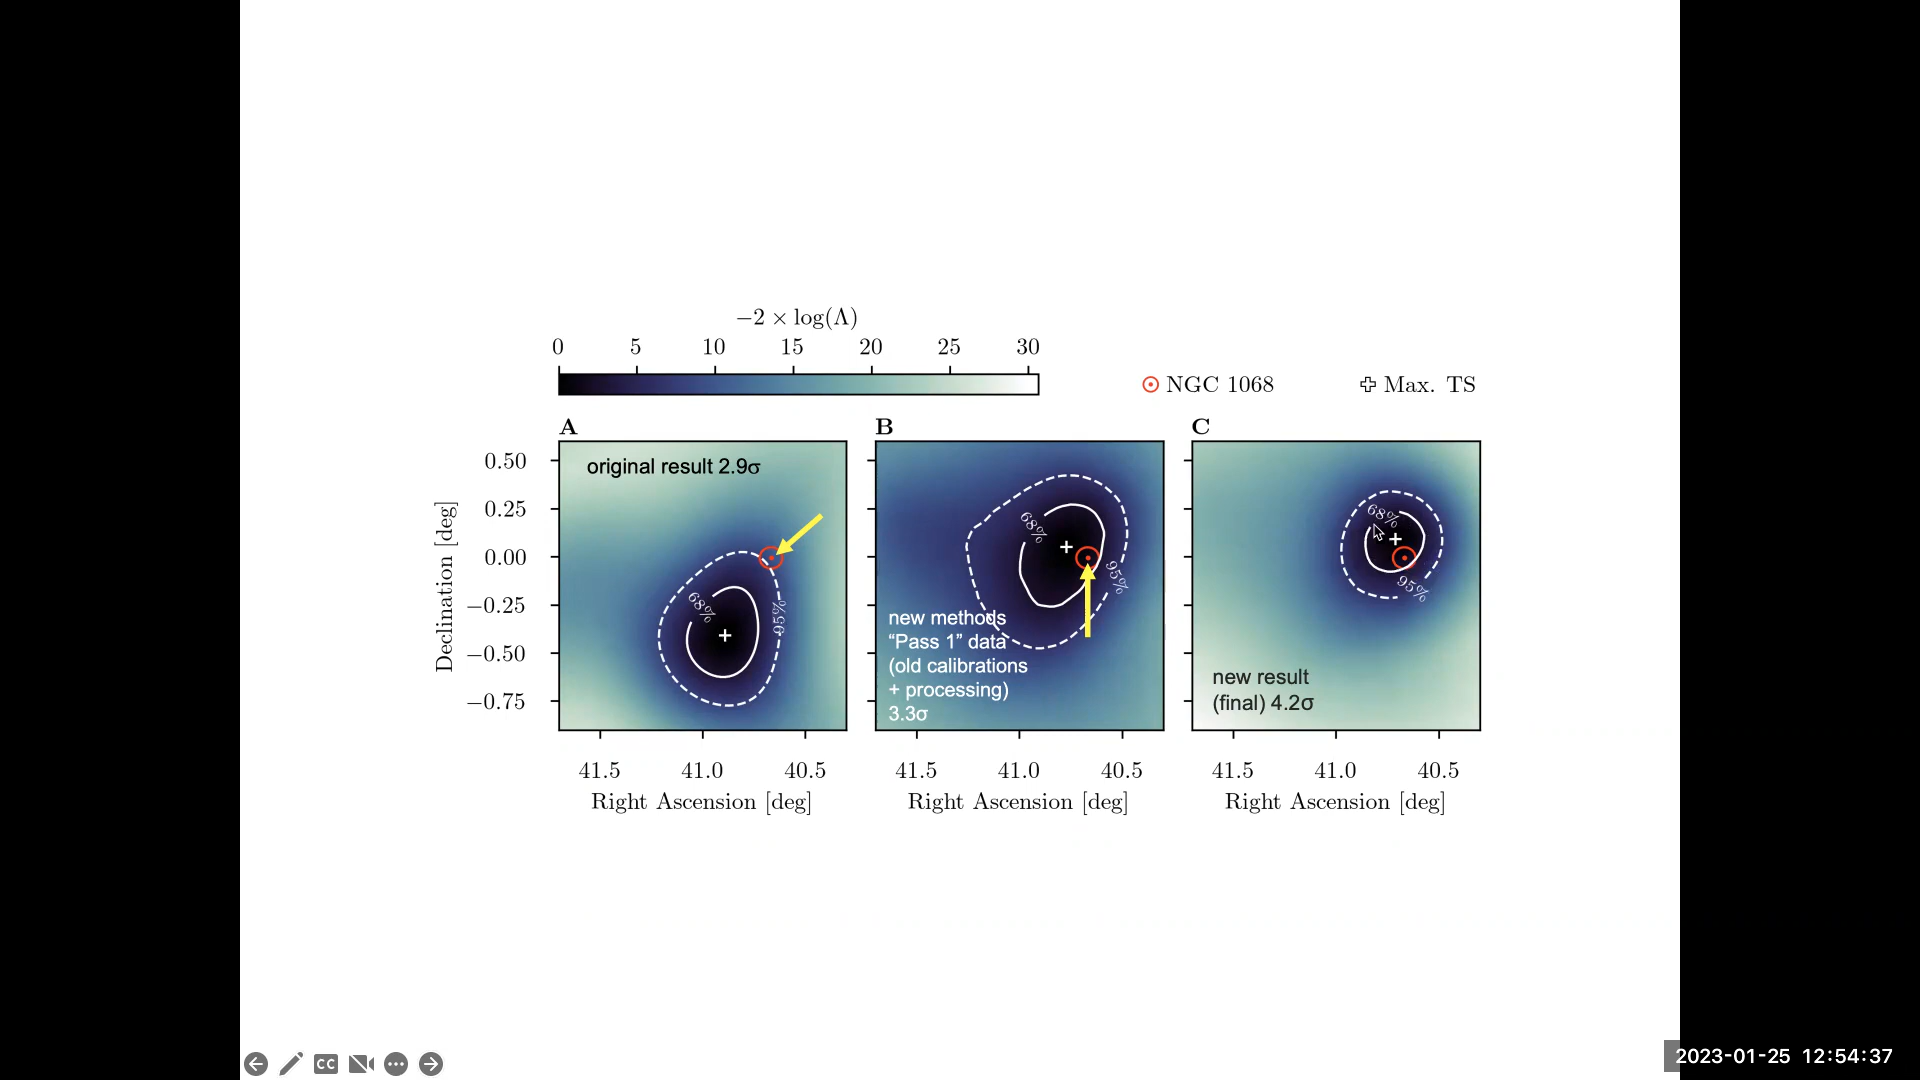 −2 × log(Λ)
0 5 10 15 20 25 30
NGC 1068 Max. TS
A B C
original result 2.9σ
68%
95%
new methods
“Pass 1” data
(old calibrations
+ processing)
3.3σ
68%
95%
new result
(final) 4.2σ
68%
95%
Declination [deg]
0.50
0.25
0.00
−0.25
−0.50
−0.75
41.5 41.0 40.5 41.5 41.0 40.5 41.5 41.0 40.5
Right Ascension [deg] Right Ascension [deg] Right Ascension [deg]
CC
2023-01-25 12:54:37